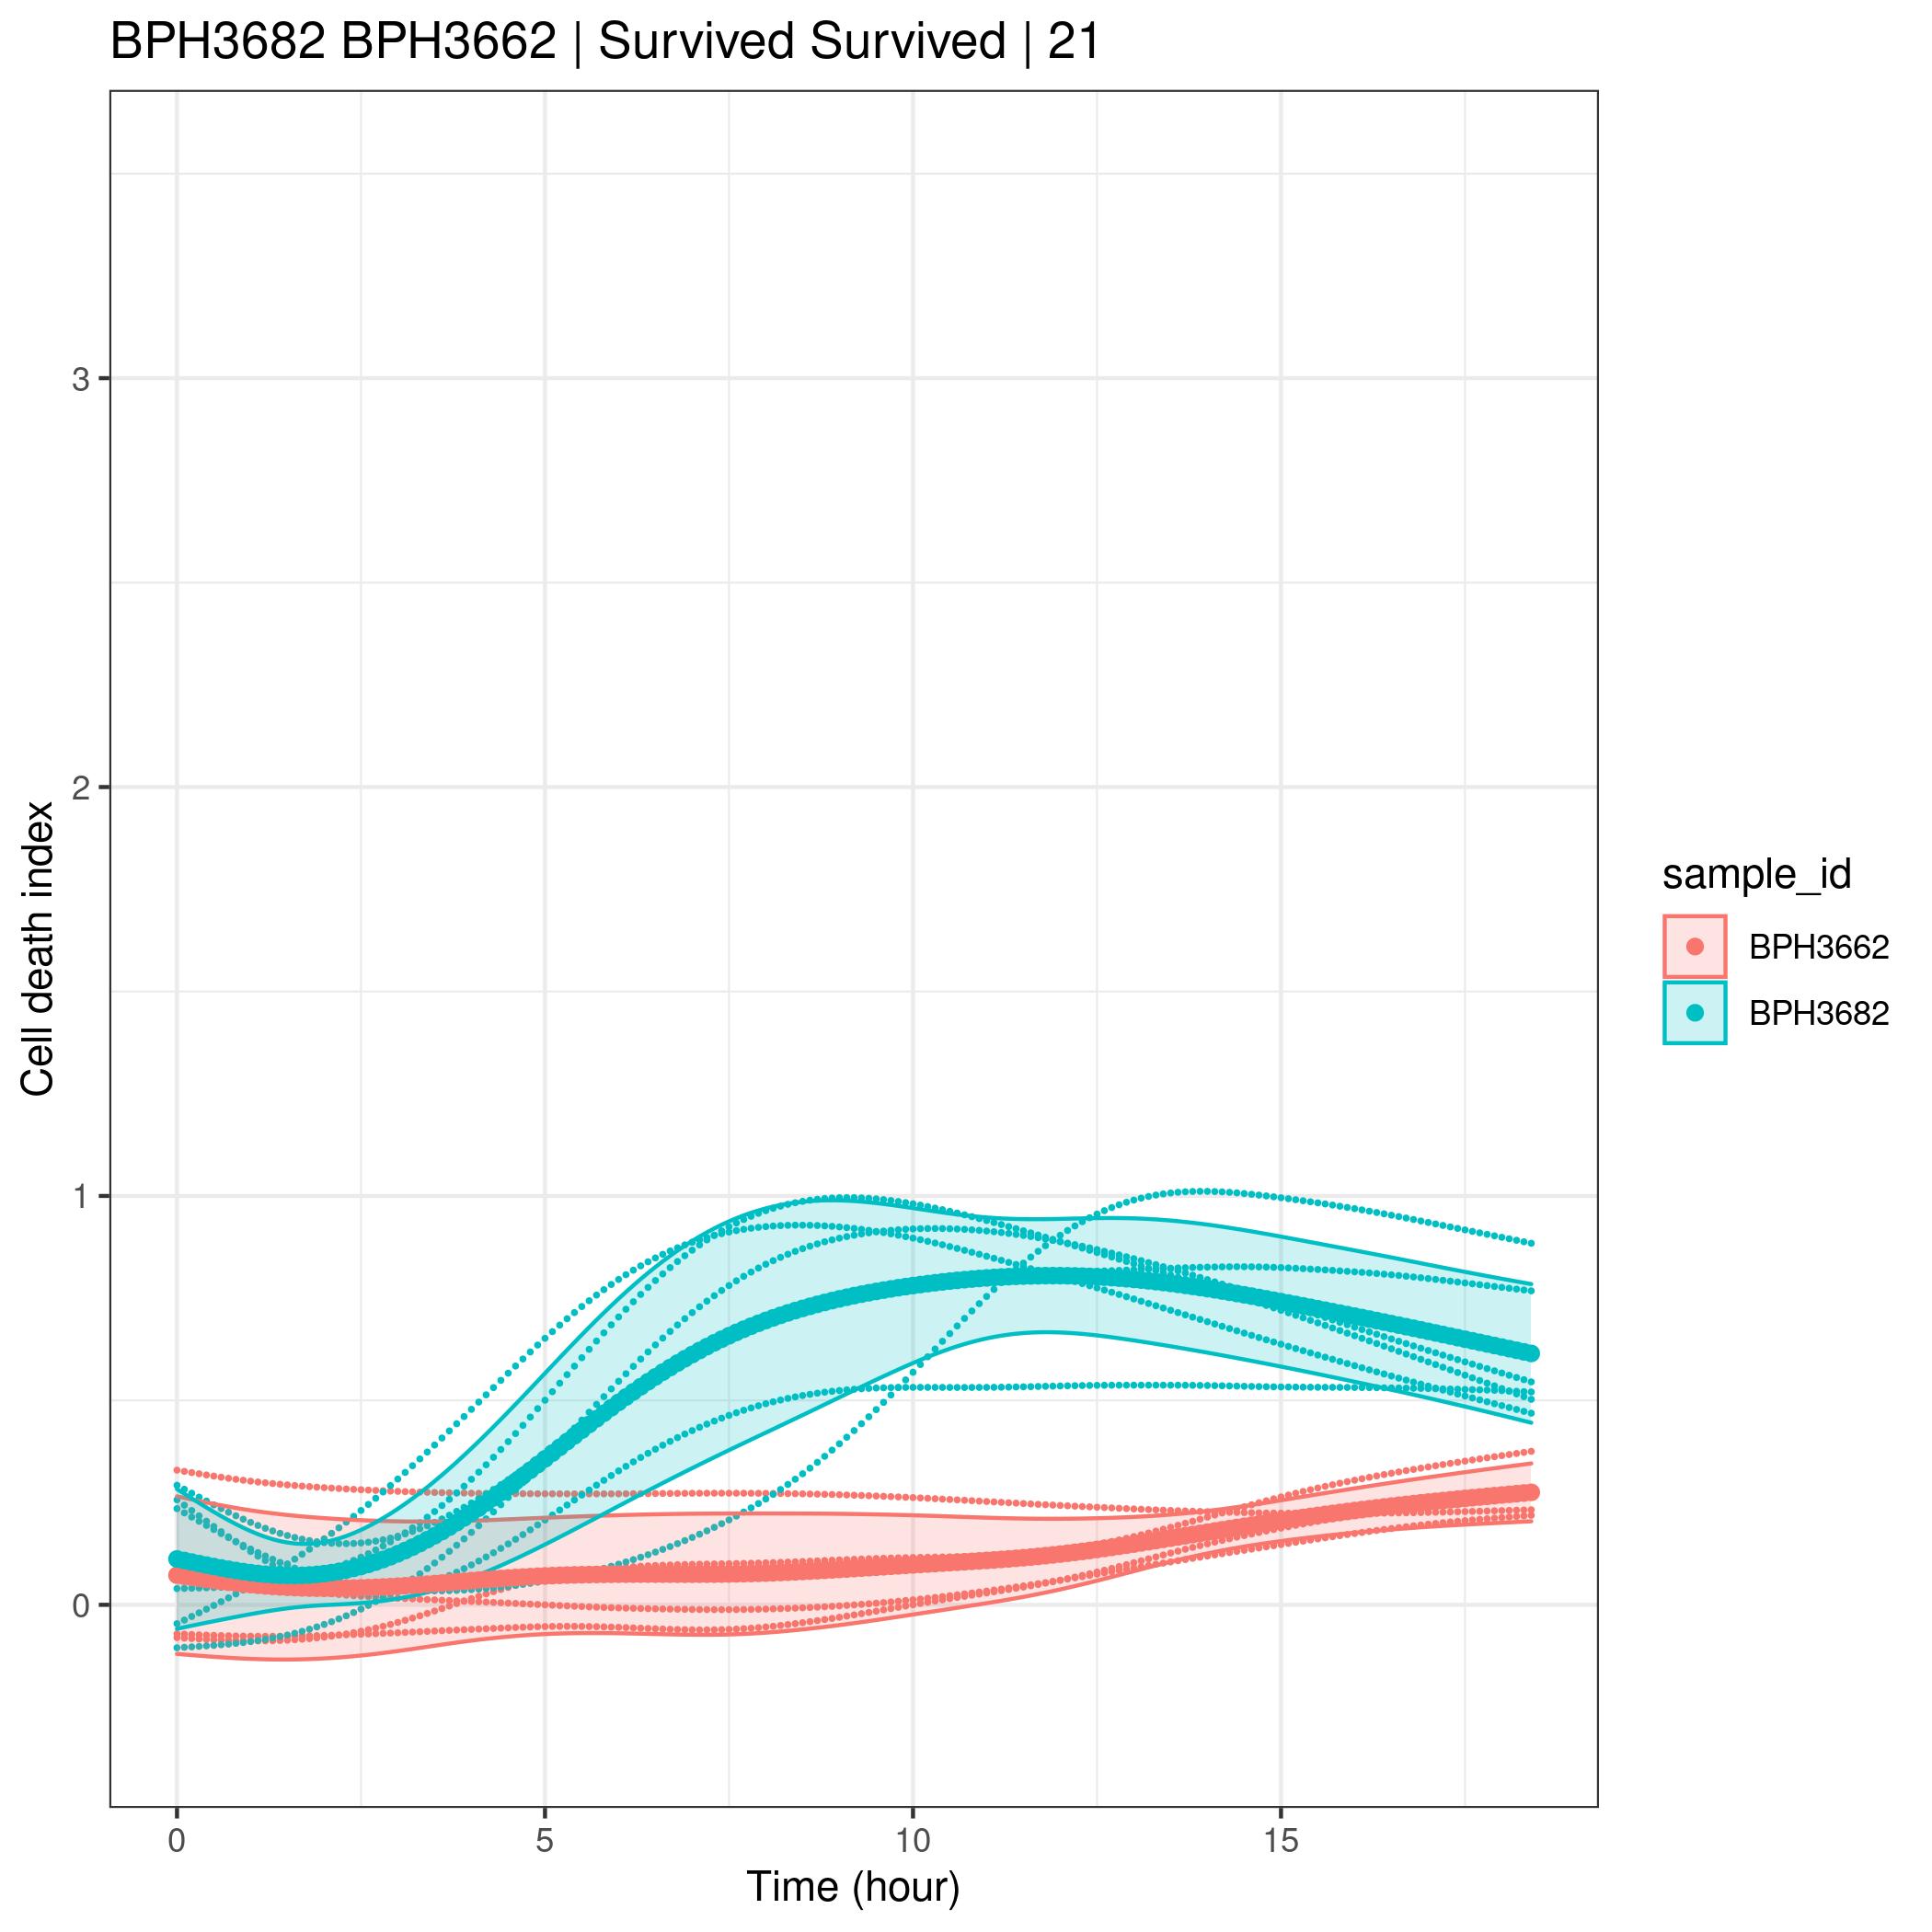 BPH3682 BPH3662 | Survived Survived | 21
3
2
1
0
Cell death index
0 5 10 15
Time (hour)
sample_id
BPH3662
BPH3682